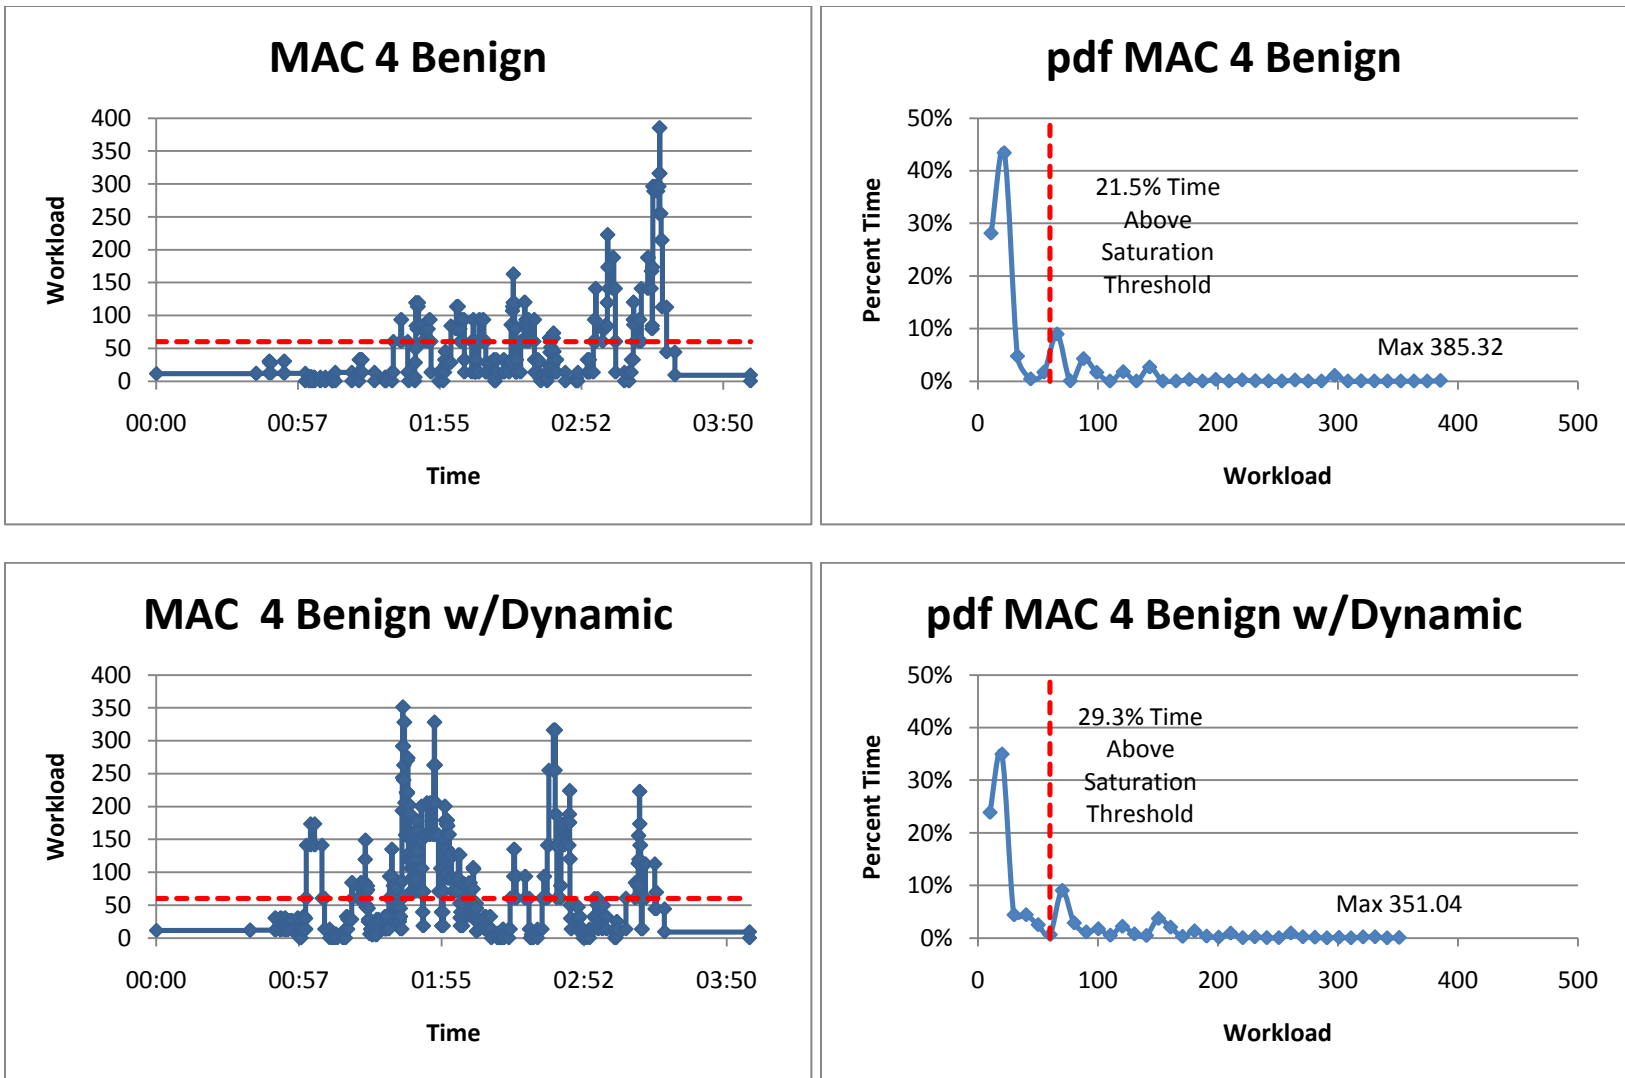 MAC 4 Benign
400
350
300
250
200
150
100
50
0
Workload
00:00 00:57 01:55 02:52 03:50
Time
pdf MAC 4 Benign
50%
40%
30%
20%
10%
0%
Percent Time
21.5% Time
Above
Saturation
Threshold
Max 385.32
0 100 200 300 400 500
Workload
MAC  4 Benign w/Dynamic
400
350
300
250
200
150
100
50
0
Workload
00:00 00:57 01:55 02:52 03:50
Time
pdf MAC 4 Benign w/Dynamic
50%
40%
30%
20%
10%
0%
Percent Time
29.3% Time
Above
Saturation
Threshold
Max 351.04
0 100 200 300 400 500
Workload